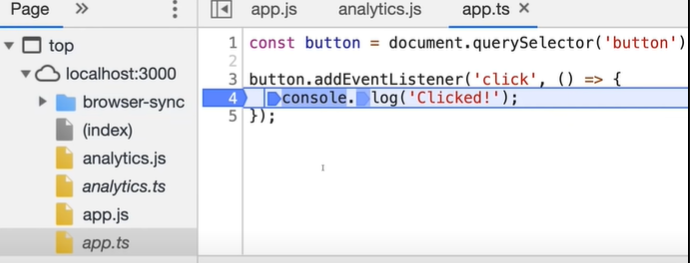 Page
app.js
analytics.js
app.ts
top
localhost:3000
browser-sync
(index)
analytics.js
analytics.ts
app.js
app.ts
1 const button = document.querySelector('button')
2
3 button.addEventListener('click', () => {
4 console.log('Clicked!');
5 });